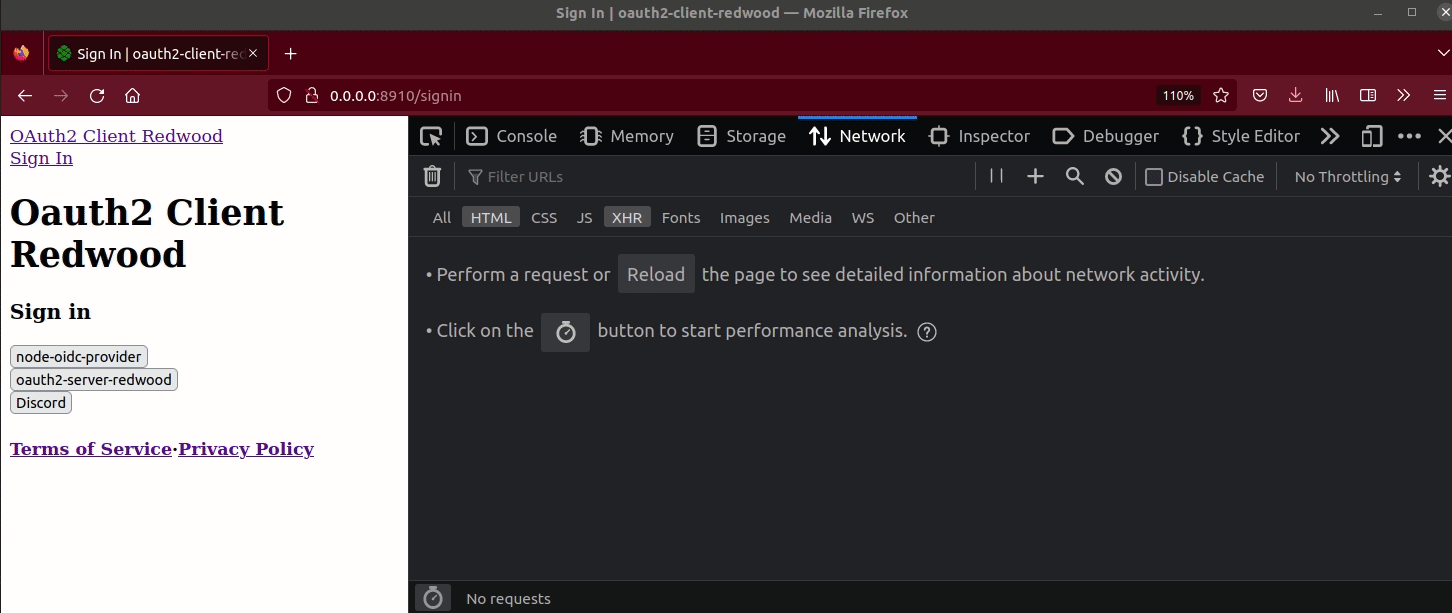 Sign In | oauth2-client-redwood — Mozilla Firefox
Sign In | oauth2-client-red
0.0.0.0:8910/signin
110%
OAuth2 Client Redwood
Sign In
Oauth2 Client
Redwood
Sign in
node-oidc-provider
oauth2-server-redwood
Discord
Terms of Service·Privacy Policy
Console Memory Storage Network Inspector Debugger Style Editor
Filter URLs Disable Cache No Throttling
All HTML CSS JS XHR Fonts Images Media WS Other
• Perform a request or Reload the page to see detailed information about network activity.
• Click on the button to start performance analysis. ?
No requests